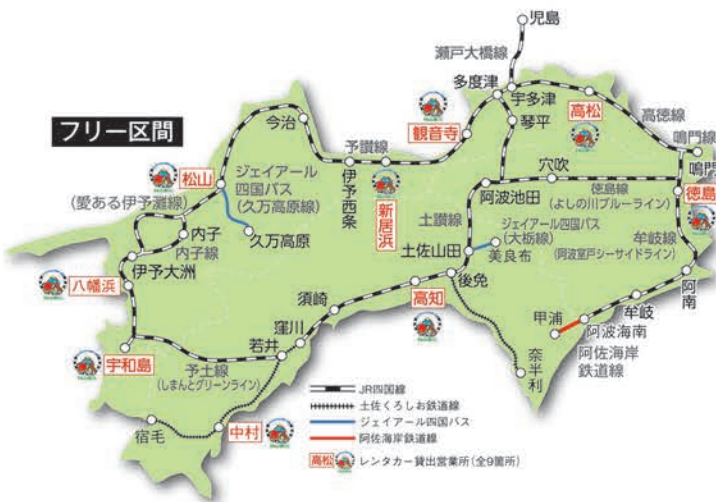 児島
瀬戸大橋線
多度津
宇多津
高松
高徳線
鳴門線
鳴門
フリー区間
今治
観音寺
琴平
予讃線
穴吹
徳島
松山
ジェイアール
四国バス
(久万高原線)
伊予西条
新居浜
阿波池田
徳島線
(よしの川ブルーライン)
(愛ある伊予灘線)
土讃線
ジェイアール四国バス
(大栃線)
牟岐線
(阿波室戸シーサイドライン)
内子
内子線
久万高原
土佐山田
美良布
伊予大洲
後免
八幡浜
須崎
高知
阿南
窪川
甲浦
牟岐
若井
阿波海南
宇和島
予土線
(しまんとグリーンライン)
奈半利
阿佐海岸
鉄道線
宿毛
中村
JR四国線
土佐くろしお鉄道線
ジェイアール四国バス
阿佐海岸鉄道線
高松
レンタカー貸出営業所(全9箇所)